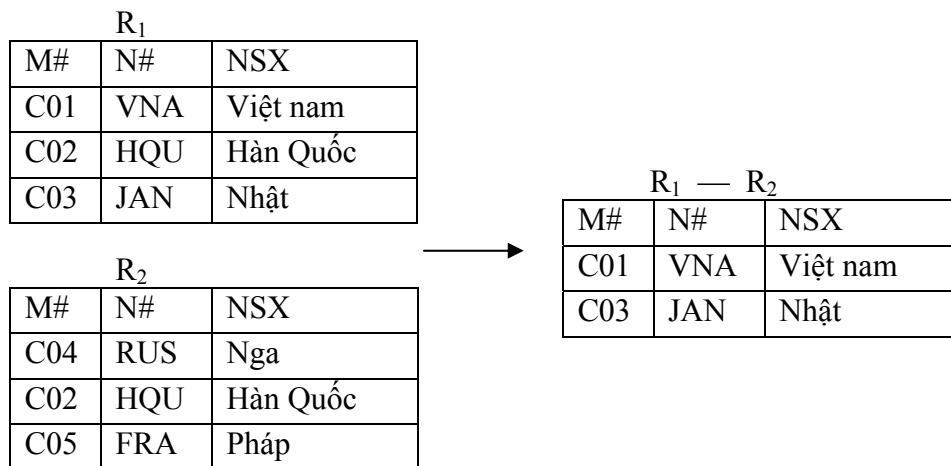 R1
M# N# NSX
C01 VNA Việt nam
C02 HQU Hàn Quốc
C03 JAN Nhật
R2
M# N# NSX
C04 RUS Nga
C02 HQU Hàn Quốc
C05 FRA Pháp
R1 — R2
M# N# NSX
C01 VNA Việt nam
C03 JAN Nhật